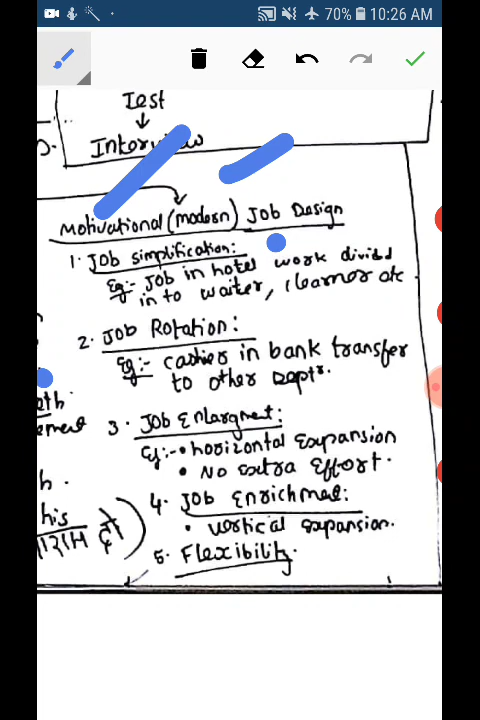 70% 10:26 AM
Test
Interview
Motivational (modern) Job Design
1. Job simplification:
Eg:- Job in hotel work divided
in to waiter, cleaner etc
2. Job Rotation:
Eg:- cashier in bank transfer
to other Deptt.
3. Job Enlargment:
Eg:- • horizontal expansion
• No extra Effort.
4. Job Enrichmet:
• vertical expansion.
5. Flexibility.
ement
h.
his